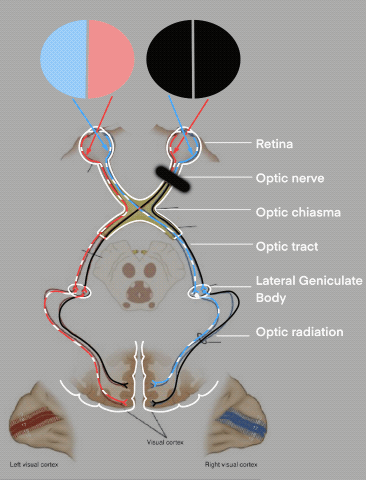 Retina
Optic nerve
Optic chiasma
Optic tract
Lateral Geniculate
Body
Optic radiation
Visual cortex
Left visual cortex
Right visual cortex